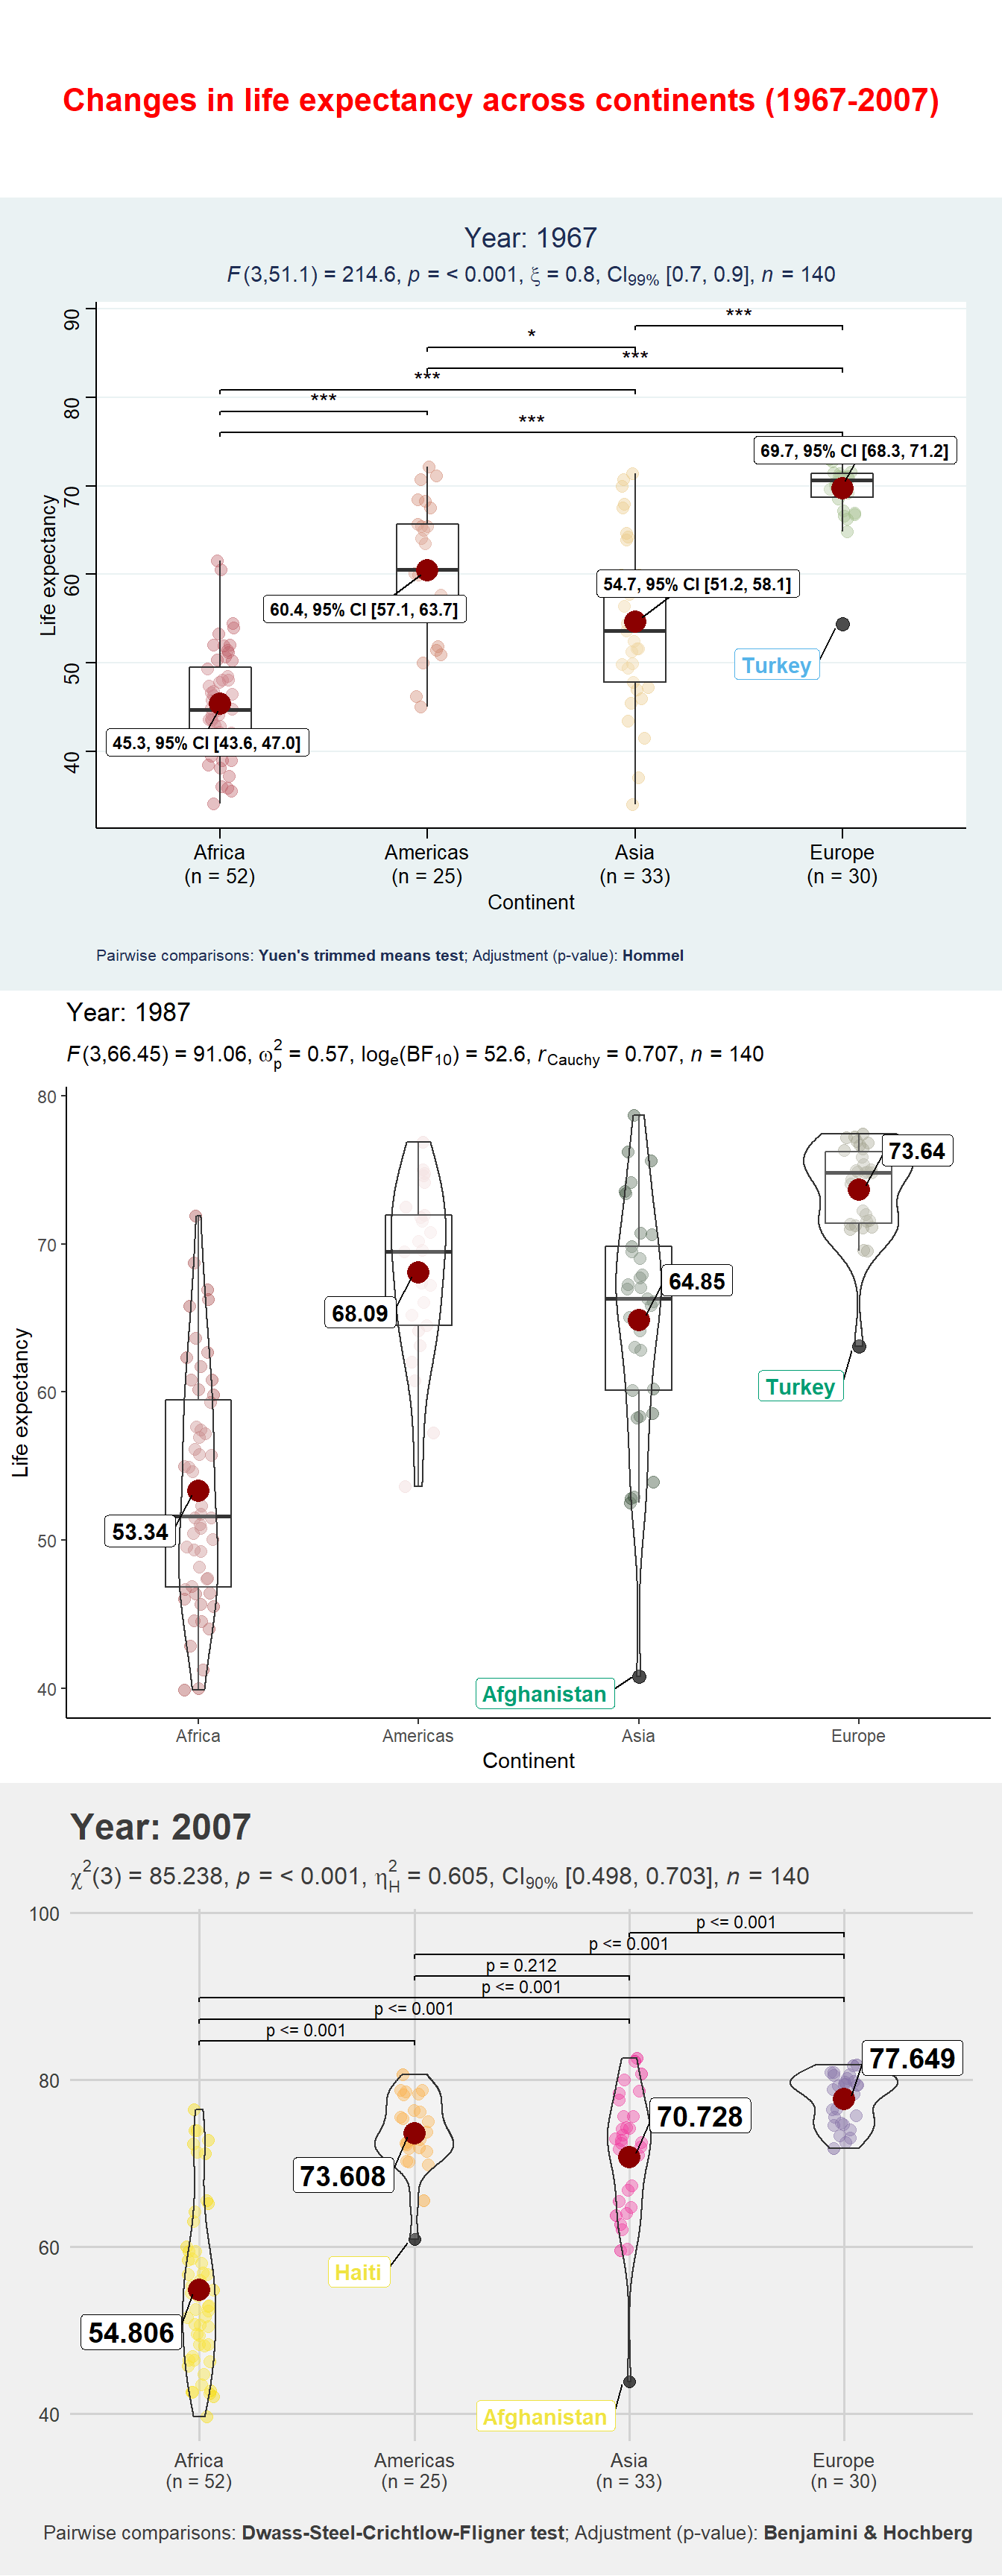 Changes in life expectancy across continents (1967-2007)
Year: 1967
F(3,51.1) = 214.6, p = < 0.001, ξ = 0.8, CI99% [0.7, 0.9], n = 140
Life expectancy
90
80
70
60
50
40
***
*
***
***
***
***
69.7, 95% CI [68.3, 71.2]
54.7, 95% CI [51.2, 58.1]
60.4, 95% CI [57.1, 63.7]
Turkey
45.3, 95% CI [43.6, 47.0]
Africa Americas Asia Europe
(n = 52) (n = 25) (n = 33) (n = 30)
Continent
Pairwise comparisons: Yuen's trimmed means test; Adjustment (p-value): Hommel
Year: 1987
F(3,66.45) = 91.06, ωp² = 0.57, loge(BF10) = 52.6, rCauchy = 0.707, n = 140
Life expectancy
80
70
60
50
40
73.64
64.85
68.09
Turkey
53.34
Afghanistan
Africa Americas Asia Europe
Continent
Year: 2007
χ²(3) = 85.238, p = < 0.001, ηH² = 0.605, CI90% [0.498, 0.703], n = 140
100
80
60
40
p <= 0.001
p <= 0.001
p = 0.212
p <= 0.001
p <= 0.001
p <= 0.001
77.649
70.728
73.608
Haiti
54.806
Afghanistan
Africa Americas Asia Europe
(n = 52) (n = 25) (n = 33) (n = 30)
Pairwise comparisons: Dwass-Steel-Crichtlow-Fligner test; Adjustment (p-value): Benjamini & Hochberg